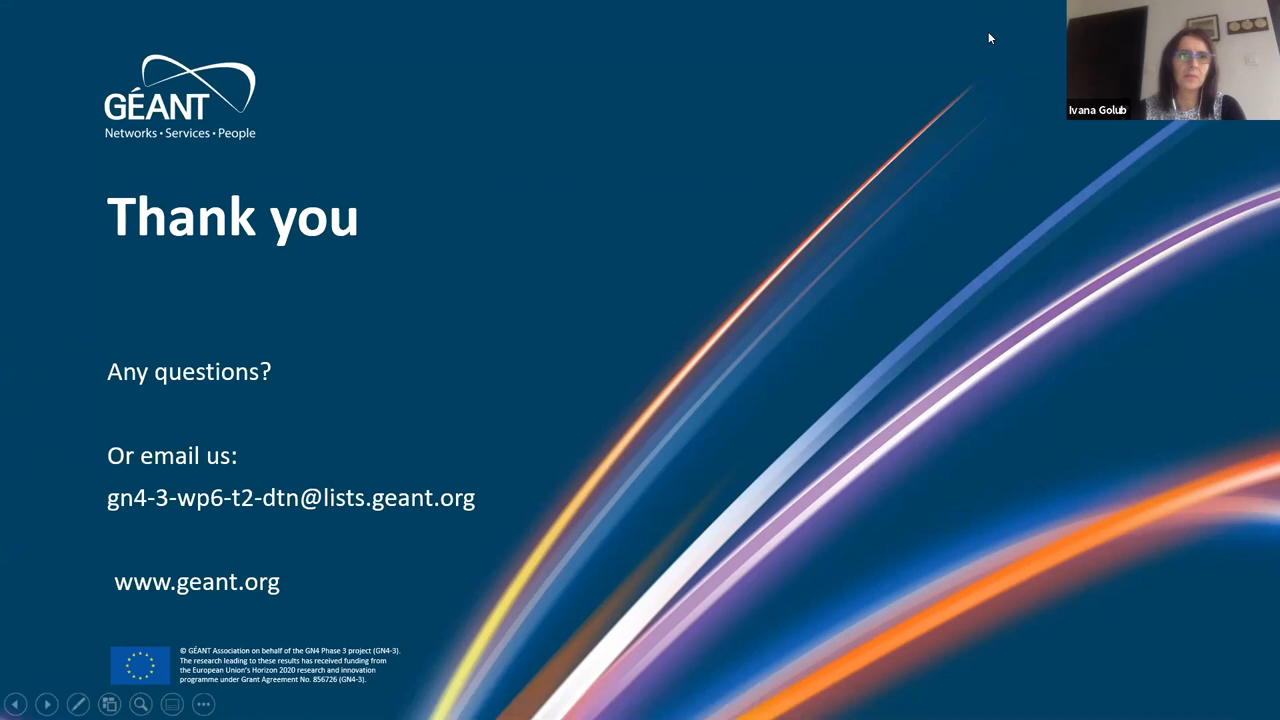 GÉANT
Networks • Services • People
Ivana Golub
Thank you
Any questions?
Or email us:
gn4-3-wp6-t2-dtn@lists.geant.org
www.geant.org
© GÉANT Association on behalf of the GN4 Phase 3 project (GN4-3).
The research leading to these results has received funding from
the European Union's Horizon 2020 research and innovation
programme under Grant Agreement No. 856726 (GN4-3).